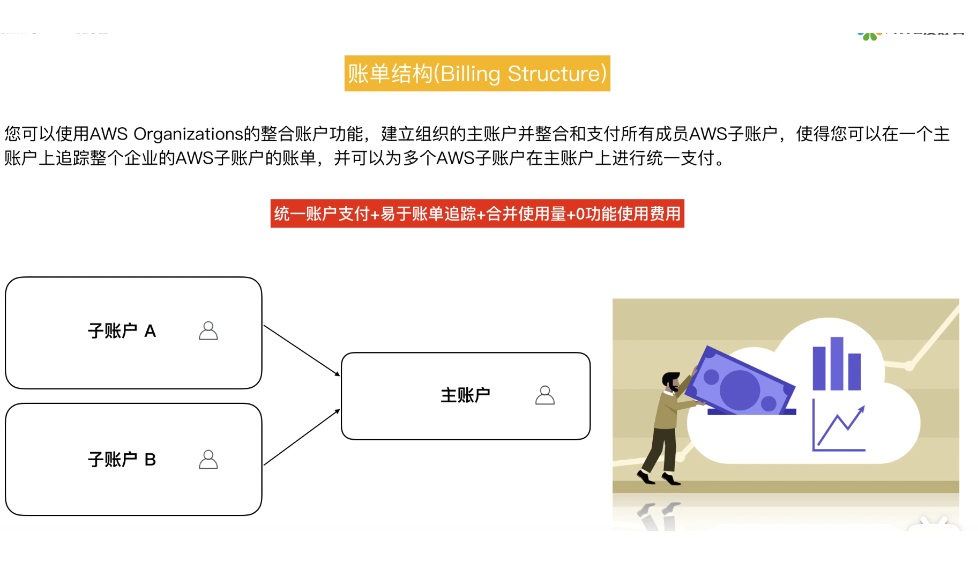 账单结构(Billing Structure)
您可以使用AWS Organizations的整合账户功能，建立组织的主账户并整合和支付所有成员AWS子账户，使得您可以在一个主
账户上追踪整个企业的AWS子账户的账单，并可以为多个AWS子账户在主账户上进行统一支付。
统一账户支付+易于账单追踪+合并使用量+0功能使用费用
子账户 A
主账户
子账户 B